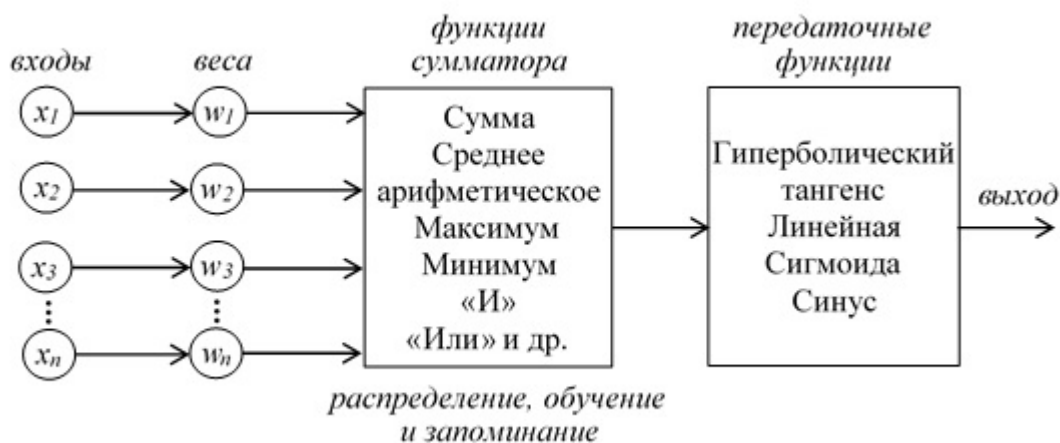 входы
веса
функции
сумматора
передаточные
функции
x1
w1
x2
w2
x3
w3
xn
wn
Сумма
Среднее
арифметическое
Максимум
Минимум
«И»
«Или» и др.
Гиперболический
тангенс
Линейная
Сигмоида
Синус
выход
распределение, обучение
и запоминание